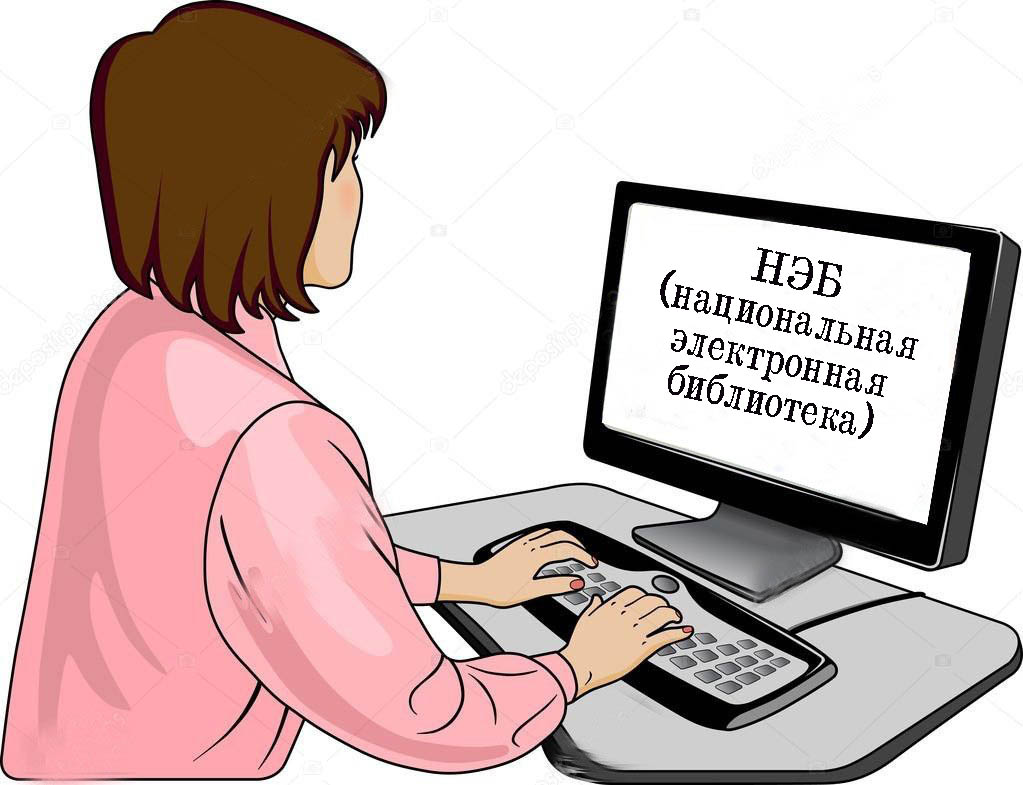 НЭБ
(национальная
электронная
библиотека)